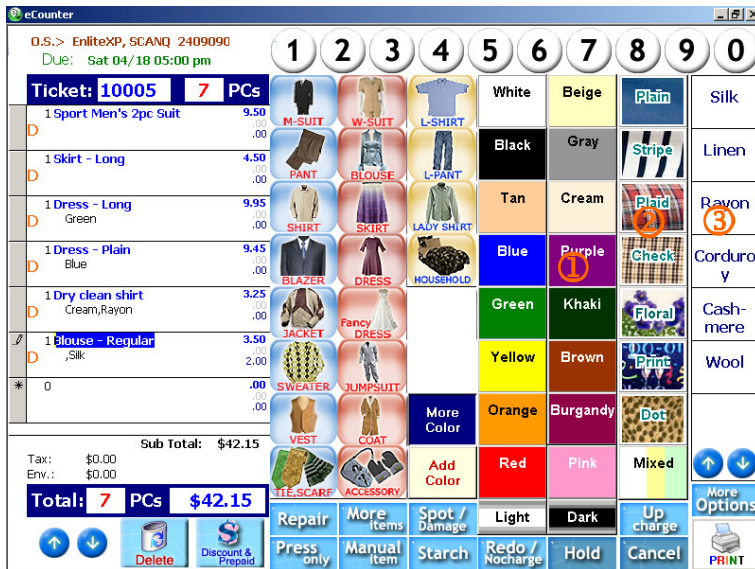 eCounter
O.S.> EnliteXP, SCANQ 2409090
Due: Sat 04/18 05:00 pm
1 2 3 4 5 6 7 8 9 0
Ticket: 10005 7 PCs
1 Sport Men's 2pc Suit 9.50
.00
D .00
1 Skirt - Long 4.50
.00
D .00
1 Dress - Long 9.95
Green .00
D .00
1 Dress - Plain 9.45
Blue .00
D .00
1 Dry clean shirt 3.25
Cream,Rayon .00
D .00
1 Blouse - Regular 3.50
,Silk .00
D 2.00
* 0 .00
.00
Sub Total: $42.15
Tax: $0.00
Env.: $0.00
Total: 7 PCs $42.15
Delete
Discount & Prepaid
M-SUIT W-SUIT L-SHIRT White Beige Plain Silk
PANT BLOUSE L-PANT Black Gray Stripe Linen
SHIRT SKIRT LADY SHIRT Tan Cream Plaid ② Rayon ③
BLAZER DRESS HOUSEHOLD Blue Purple ① Check Corduro
y
JACKET Fancy DRESS Green Khaki Floral Cash-
mere
SWEATER JUMPSUIT Yellow Brown Print Wool
VEST COAT More Color Orange Burgandy Dot
TIE,SCARF ACCESSORY Add Color Red Pink Mixed
Repair More items Spot / Damage Light Dark Up charge More Options
Press only Manual item Starch Redo / Nocharge Hold Cancel PRINT